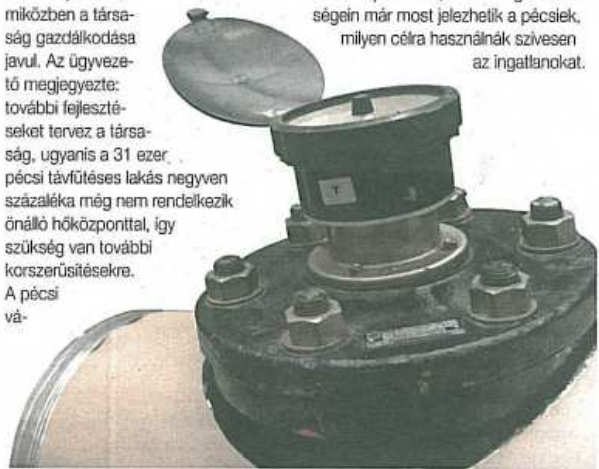 miközben a társa-
ság gazdálkodása
javul. Az ügyveze-
tő megjegyezte:
további fejleszté-
seket tervez a társa-
ság, ugyanis a 31 ezer
pécsi távfűtéses lakás negyven
százaléka még nem rendelkezik
önálló hőközponttal, így
szükség van további
korszerűsítésekre.
A pécsi
vá-
ségein már most jelezhetik a pécsiek,
milyen célra használnák szívesen
az ingatlanokat.
T